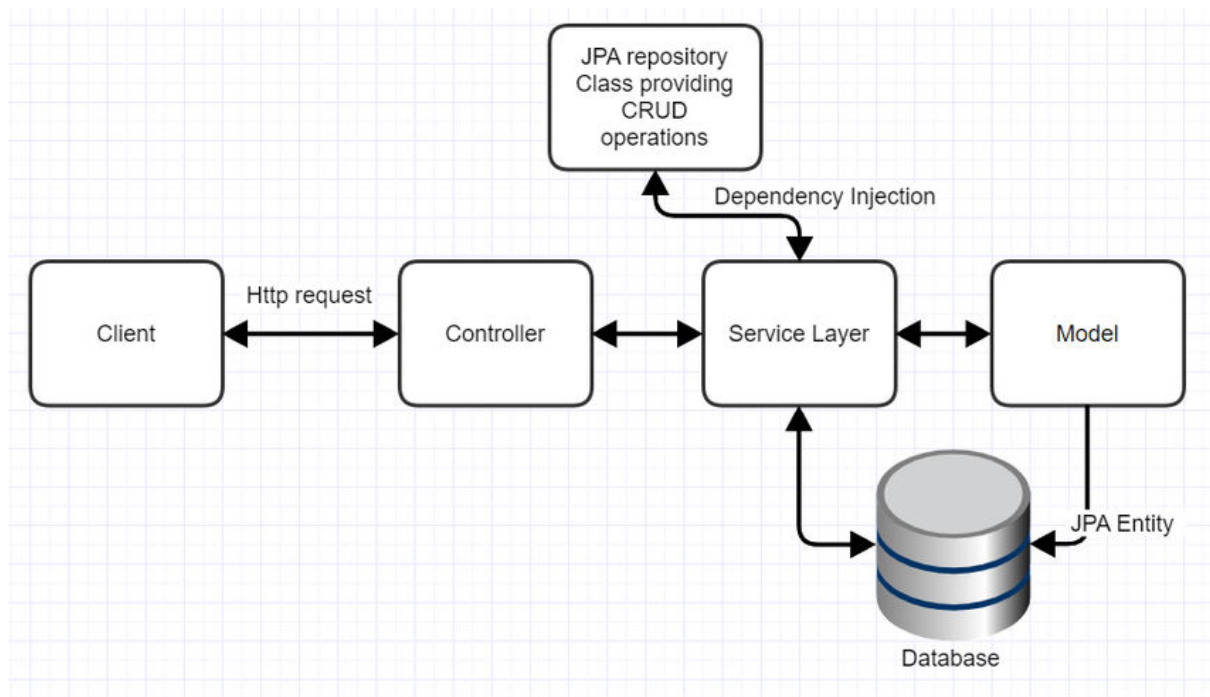 JPA repository
Class providing
CRUD
operations
Dependency Injection
Http request
Client
Controller
Service Layer
Model
JPA Entity
Database